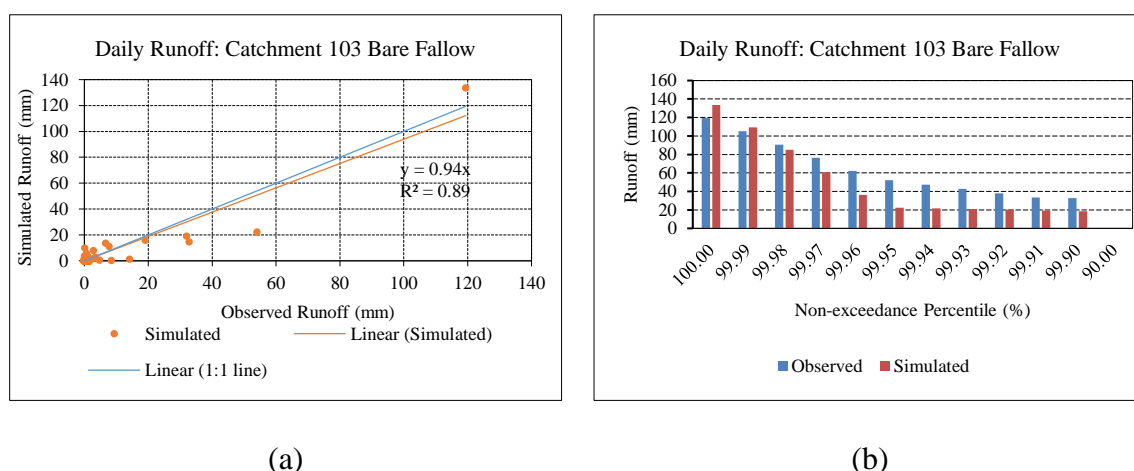 Daily Runoff: Catchment 103 Bare Fallow
Simulated Runoff (mm)
140
120
100
80
60
40
20
0
y = 0.94x
R² = 0.89
0 20 40 60 80 100 120 140
Observed Runoff (mm)
Simulated Linear (Simulated)
Linear (1:1 line)
(a)
Daily Runoff: Catchment 103 Bare Fallow
Runoff (mm)
160
140
120
100
80
60
40
20
0
100.00 99.99 99.98 99.97 99.96 99.95 99.94 99.93 99.92 99.91 99.90 90.00
Non-exceedance Percentile (%)
Observed Simulated
(b)